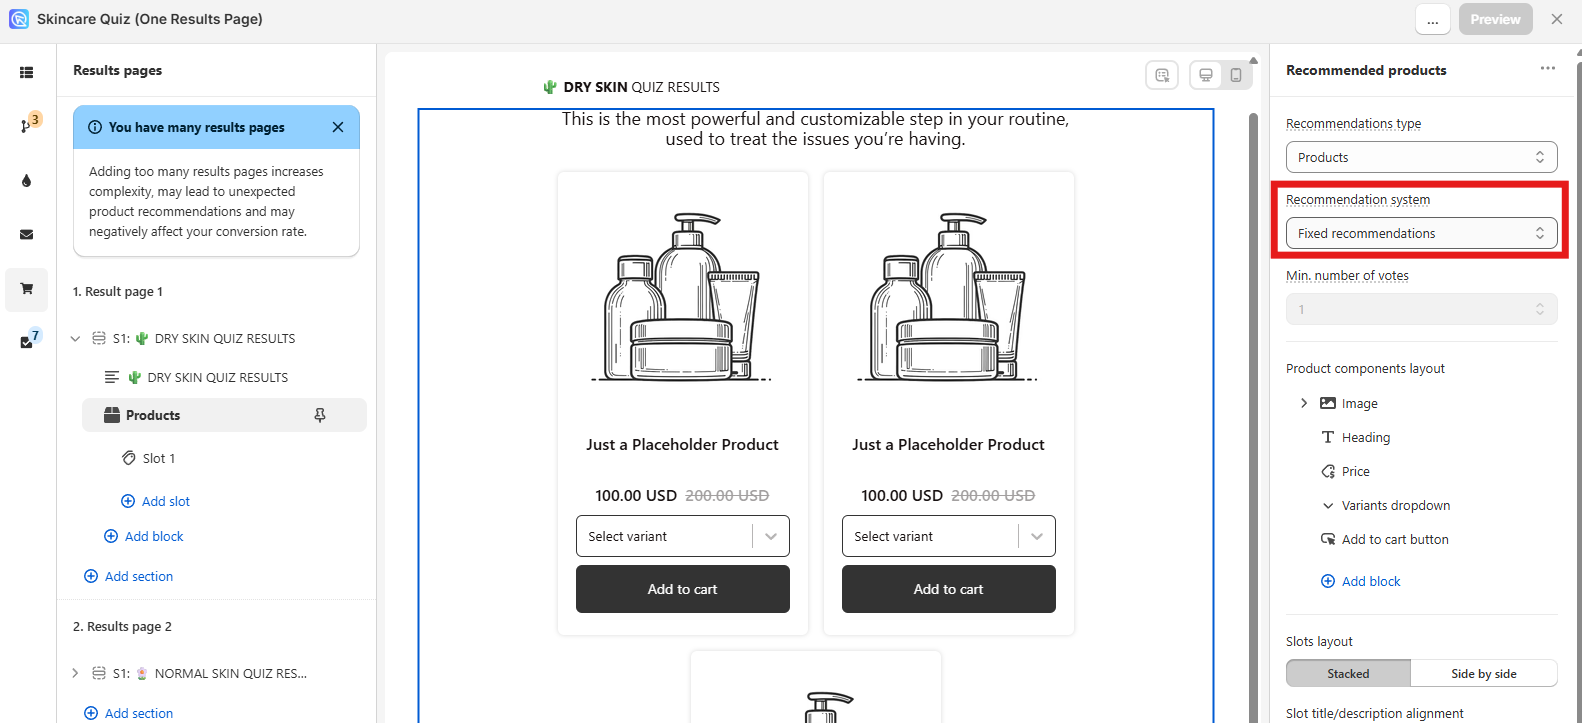 Skincare Quiz (One Results Page)
...
Preview
Results pages
3
7
You have many results pages
Adding too many results pages increases
complexity, may lead to unexpected
product recommendations and may
negatively affect your conversion rate.
1. Result page 1
S1: 🌵 DRY SKIN QUIZ RESULTS
🌵 DRY SKIN QUIZ RESULTS
Products
Slot 1
Add slot
Add block
Add section
2. Results page 2
S1: 🌷 NORMAL SKIN QUIZ RES...
Add section
🌵 DRY SKIN QUIZ RESULTS
This is the most powerful and customizable step in your routine,
used to treat the issues you’re having.
Just a Placeholder Product
100.00 USD 200.00 USD
Select variant
Add to cart
Just a Placeholder Product
100.00 USD 200.00 USD
Select variant
Add to cart
Recommended products
Recommendations type
Products
Recommendation system
Fixed recommendations
Min. number of votes
1
Product components layout
Image
Heading
Price
Variants dropdown
Add to cart button
Add block
Slots layout
Stacked
Side by side
Slot title/description alignment